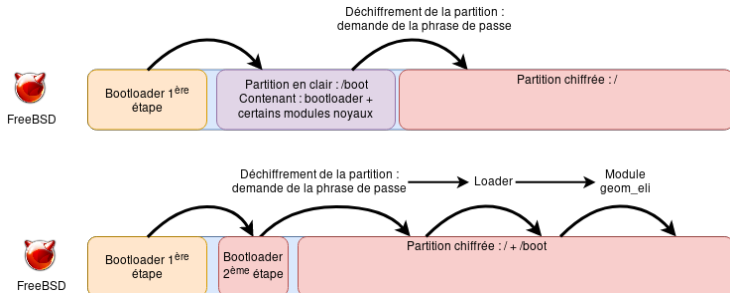 Déchiffrement de la partition :
demande de la phrase de passe
Bootloader 1ère
étape
Partition en clair : /boot
Contenant : bootloader +
certains modules noyaux
Partition chiffrée : /
FreeBSD
Déchiffrement de la partition :
demande de la phrase de passe
Loader
Module
geom_eli
Bootloader 1ère
étape
Bootloader
2ème étape
Partition chiffrée : / + /boot
FreeBSD